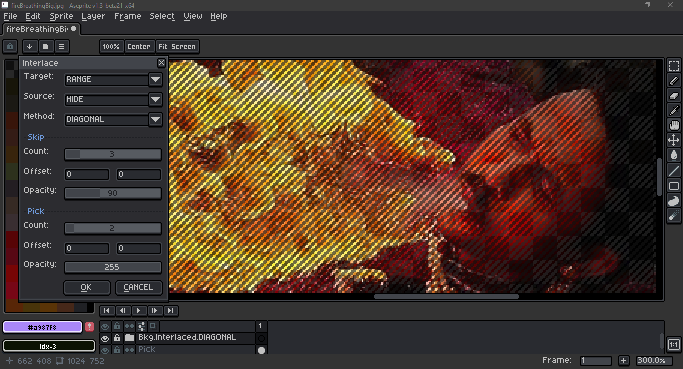 fireBreathingBig.jpg - Aseprite v1.3-beta21-x64
File Edit Sprite Layer Frame Select View Help
fireBreathingBi
100% Center Fit Screen
Interlace
Target: RANGE
Source: HIDE
Method: DIAGONAL
Skip
Count: 3
Offset: 0 0
Opacity: 90
Pick
Count: 2
Offset: 0 0
Opacity: 255
OK CANCEL
#a987F8
Idx-3
1
Bkg.Interlaced.DIAGONAL
Pick
662 408 1024 752
Frame: 1 + 300.0%
1:1